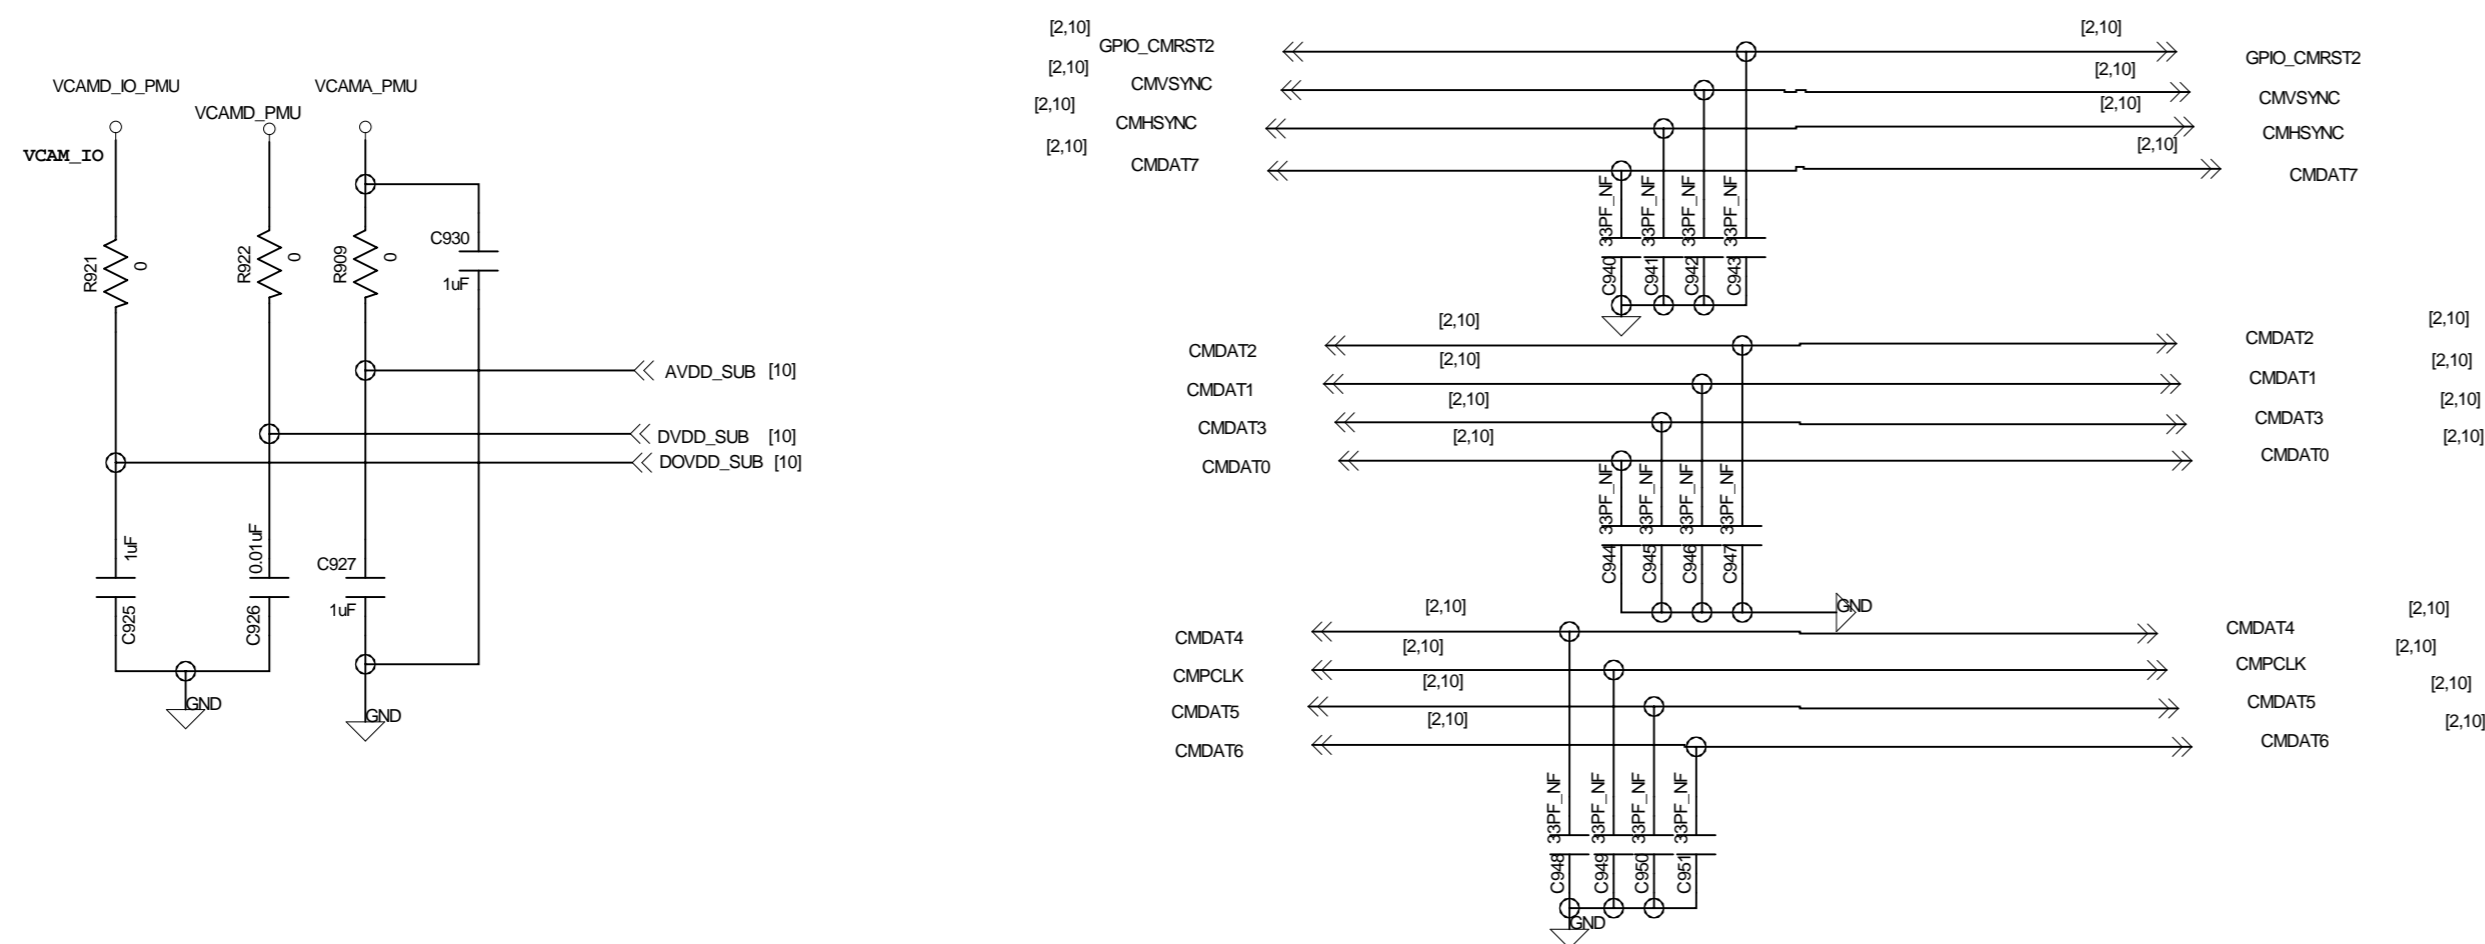 VCAMD_IO_PMU
VCAMD_PMU
VCAMA_PMU
VCAM_IO
R921
0
R922
0
R909
0
C930
1uF
AVDD_SUB [10]
DVDD_SUB [10]
DOVDD_SUB [10]
1uF
C925
0.01uF
C926
C927
1uF
GND
GND
[2,10]
GPIO_CMRST2
[2,10]
GPIO_CMRST2
[2,10]
CMVSYNC
[2,10]
CMVSYNC
[2,10]
CMHSYNC
[2,10]
CMHSYNC
[2,10]
CMDAT7
[2,10]
CMDAT7
33PF_NF
33PF_NF
33PF_NF
33PF_NF
C940
C941
C942
C943
[2,10]
CMDAT2
CMDAT2
[2,10]
[2,10]
CMDAT1
CMDAT1
[2,10]
[2,10]
CMDAT3
CMDAT3
[2,10]
[2,10]
CMDAT0
CMDAT0
[2,10]
33PF_NF
33PF_NF
33PF_NF
33PF_NF
C944
C945
C946
C947
GND
[2,10]
CMDAT4
CMDAT4
[2,10]
[2,10]
CMPCLK
CMPCLK
[2,10]
[2,10]
CMDAT5
CMDAT5
[2,10]
[2,10]
CMDAT6
CMDAT6
[2,10]
33PF_NF
33PF_NF
33PF_NF
33PF_NF
C948
C949
C950
C951
GND